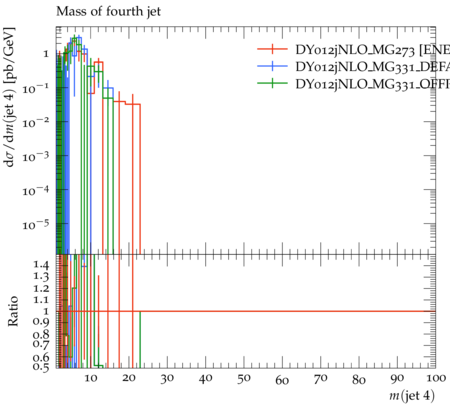 Mass of fourth jet
dσ/dm(jet 4) [pb/GeV]
1
10⁻¹
10⁻²
10⁻³
10⁻⁴
10⁻⁵
DY012jNLO_MG273 [ENE
DY012jNLO_MG331_DEFA
DY012jNLO_MG331_OFFI
Ratio
1.4
1.3
1.2
1.1
1
0.9
0.8
0.7
0.6
0.5
10 20 30 40 50 60 70 80 90 100
m(jet 4)